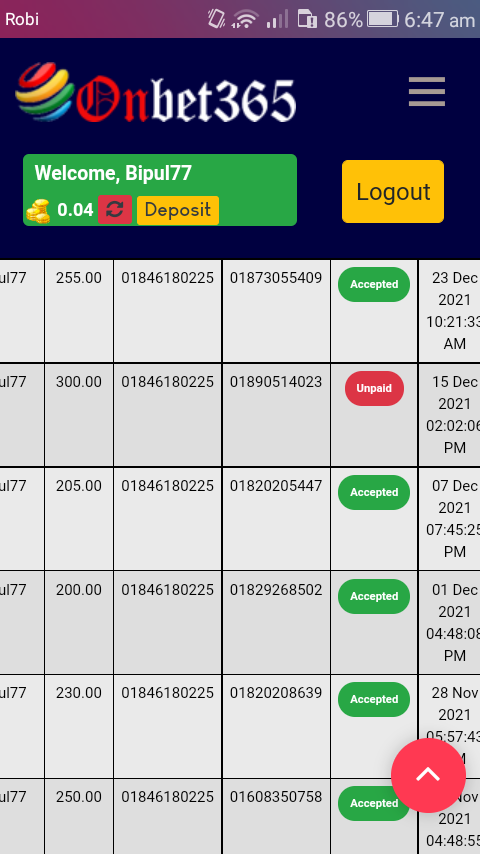 Robi 86% 6:47 am
Onbet365
Welcome, Bipul77
0.04 Deposit
Logout
ul77 255.00 01846180225 01873055409 Accepted 23 Dec
2021
10:21:33
AM
ul77 300.00 01846180225 01890514023 Unpaid 15 Dec
2021
02:02:06
PM
ul77 205.00 01846180225 01820205447 Accepted 07 Dec
2021
07:45:25
PM
ul77 200.00 01846180225 01829268502 Accepted 01 Dec
2021
04:48:08
PM
ul77 230.00 01846180225 01820208639 Accepted 28 Nov
2021
05:57:43
ul77 250.00 01846180225 01608350758 Accepted Nov
2021
04:48:55